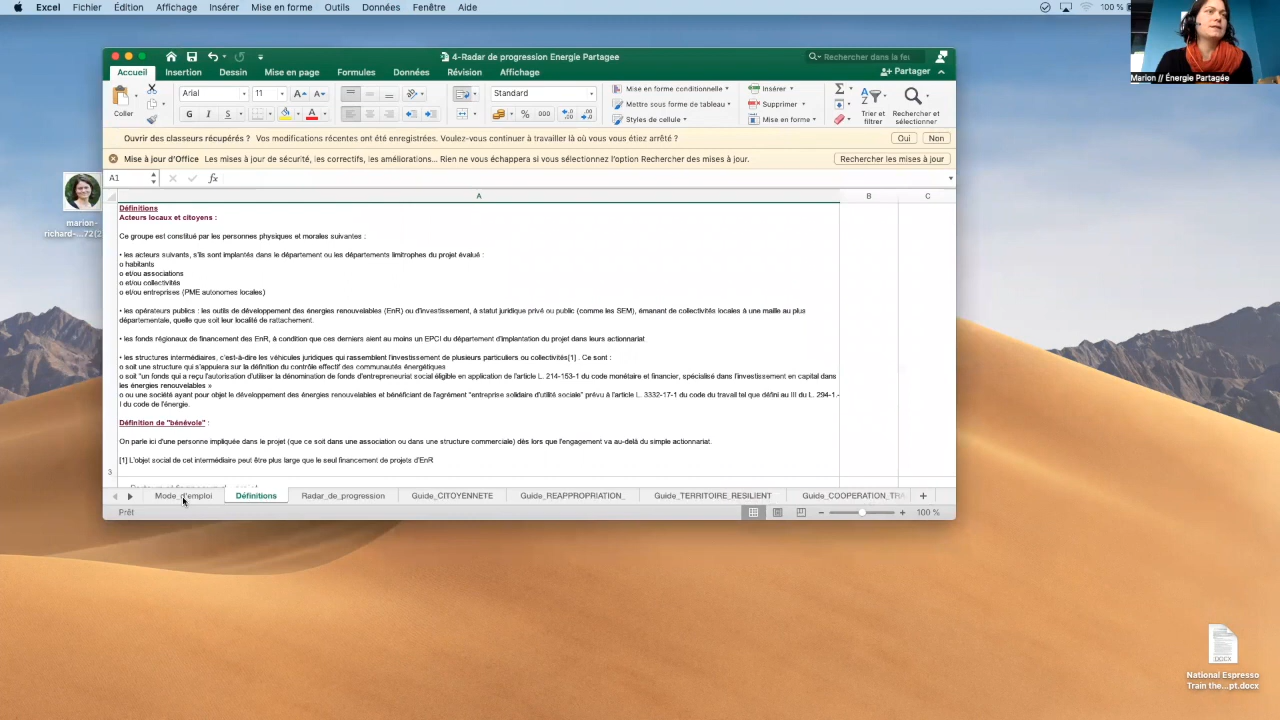 Excel Fichier Édition Affichage Insérer Mise en forme Outils Données Fenêtre Aide 100 %
Marion // Énergie Partagée
4-Radar de progression Energie Partagee
Rechercher dans la feu
Accueil Insertion Dessin Mise en page Formules Données Révision Affichage
Partager
Coller
Arial 11
G I S
Standard
% 000
Mise en forme conditionnelle
Mettre sous forme de tableau
Styles de cellule
Insérer
Supprimer
Mise en forme
Trier et filtrer
Rechercher et sélectionner
Ouvrir des classeurs récupérés ? Vos modifications récentes ont été enregistrées. Voulez-vous continuer à travailler là où vous vous étiez arrêté ? Oui Non
Mise à jour d'Office Les mises à jour de sécurité, les correctifs, les améliorations... Rien ne vous échappera si vous sélectionnez l'option Rechercher des mises à jour. Rechercher les mises à jour
A1 fx
A B C
Définitions
Acteurs locaux et citoyens :
Ce groupe est constitué par les personnes physiques et morales suivantes :
• les acteurs suivants, s'ils sont implantés dans le département ou les départements limitrophes du projet évalué :
o habitants
o et/ou associations
o et/ou collectivités
o et/ou entreprises (PME autonomes locales)
• les opérateurs publics : les outils de développement des énergies renouvelables (EnR) ou d'investissement, à statut juridique privé ou public (comme les SEM), émanant de collectivités locales à une maille au plus
départementale, quelle que soit leur localité de rattachement.
• les fonds régionaux de financement des EnR, à condition que ces derniers aient au moins un EPCI du département d'implantation du projet dans leurs actionnariat
• les structures intermédiaires, c'est-à-dire les véhicules juridiques qui rassemblent l'investissement de plusieurs particuliers ou collectivités[1] . Ce sont :
o soit une structure qui s'appuiera sur la définition du contrôle effectif des communautés énergétiques
o soit "un fonds qui a reçu l'autorisation d'utiliser la dénomination de fonds d'entrepreneriat social éligible en application de l'article L. 214-153-1 du code monétaire et financier, spécialisé dans l'investissement en capital dans
les énergies renouvelables »
o ou une société ayant pour objet le développement des énergies renouvelables et bénéficiant de l'agrément "entreprise solidaire d'utilité sociale" prévu à l'article L. 3332-17-1 du code du travail tel que défini au III du L. 294-1.-
I du code de l'énergie.
Définition de "bénévole" :
On parle ici d'une personne impliquée dans le projet (que ce soit dans une association ou dans une structure commerciale) dès lors que l'engagement va au-delà du simple actionnariat.
[1] L'objet social de cet intermédiaire peut être plus large que le seul financement de projets d'EnR
3
Mode_d'emploi Définitions Radar_de_progression Guide_CITOYENNETE Guide_REAPPROPRIATION_ Guide_TERRITOIRE_RESILIENT Guide_COOPERATION_TRA
Prêt 100 %
marion-
richard-...72(2
DOCX
National Espresso
Train the...pt.docx